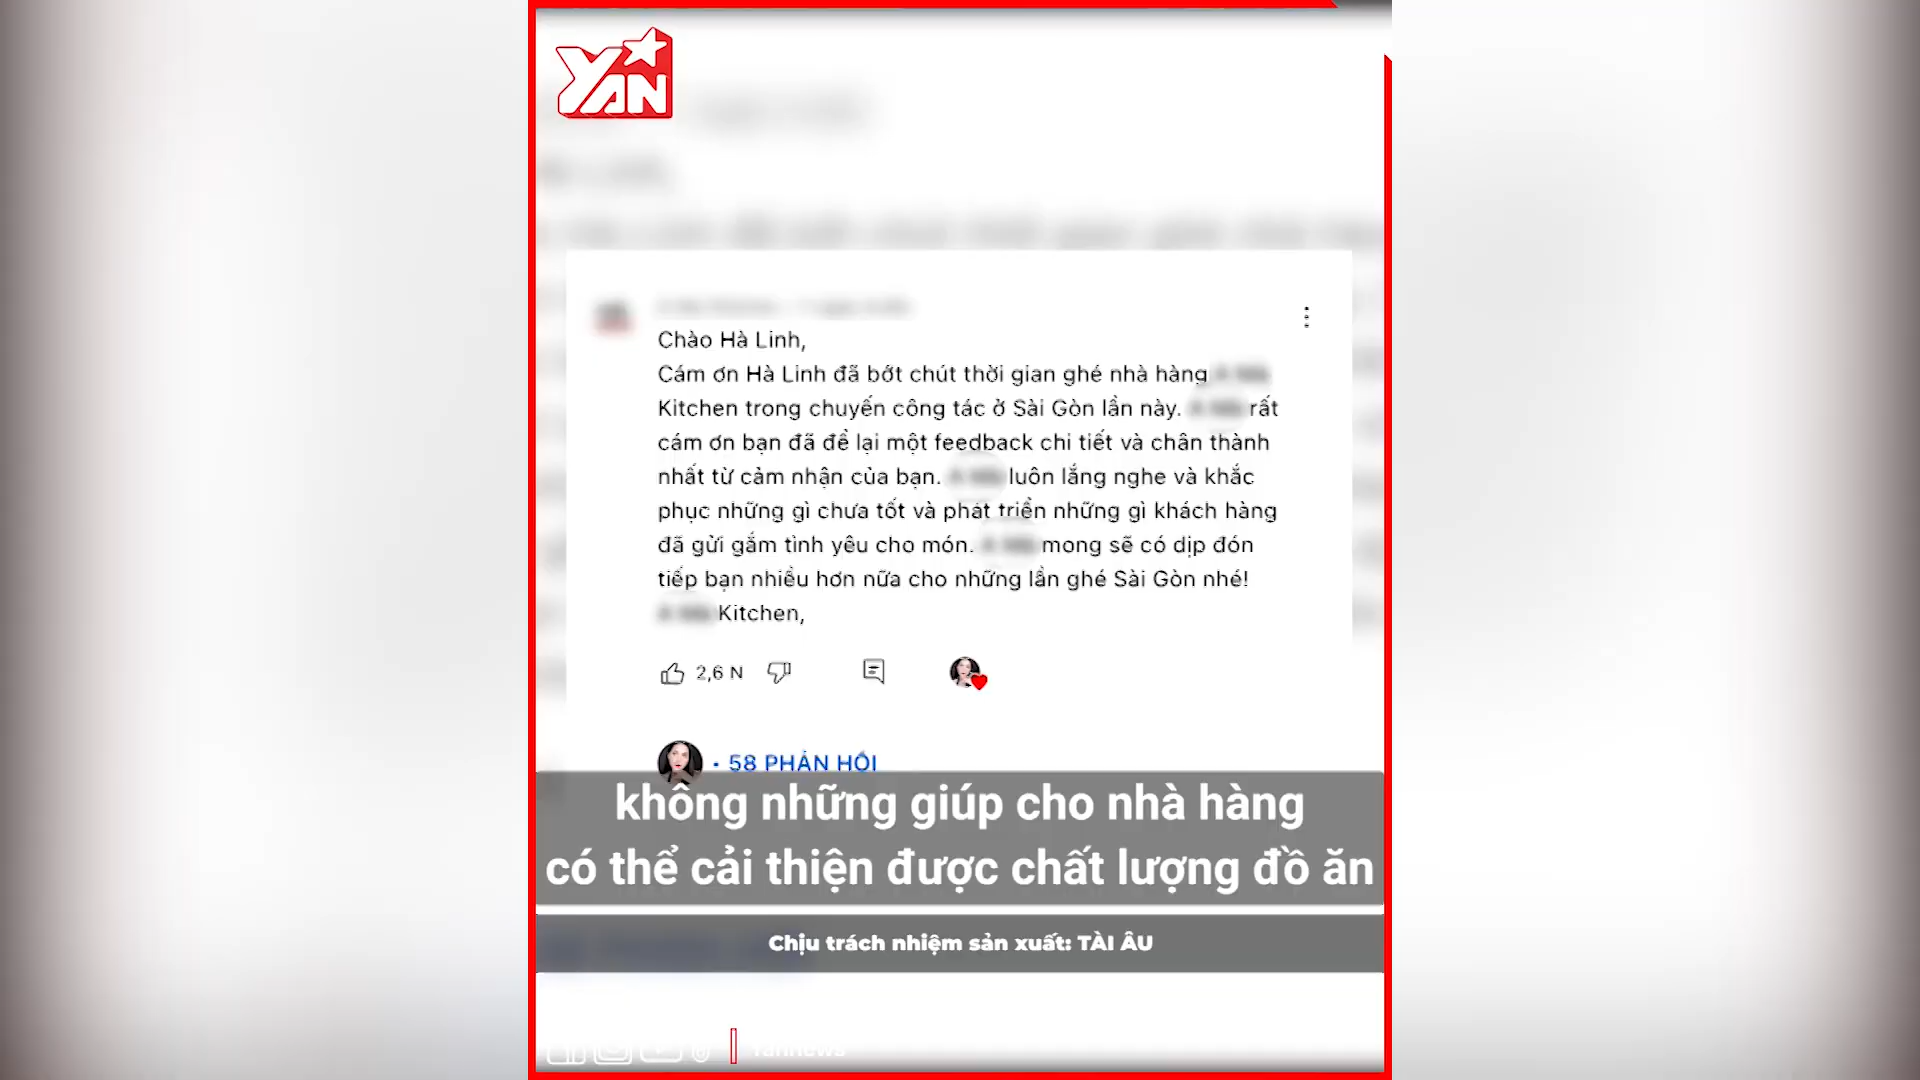 YAN
Chào Hà Linh,
Cám ơn Hà Linh đã bớt chút thời gian ghé nhà hàng
Kitchen trong chuyến công tác ở Sài Gòn lần này. rất
cám ơn bạn đã để lại một feedback chi tiết và chân thành
nhất từ cảm nhận của bạn. luôn lắng nghe và khắc
phục những gì chưa tốt và phát triển những gì khách hàng
đã gửi gắm tình yêu cho món. mong sẽ có dịp đón
tiếp bạn nhiều hơn nữa cho những lần ghé Sài Gòn nhé!
Kitchen,
2,6 N
• 58 PHẢN HỒI
không những giúp cho nhà hàng
có thể cải thiện được chất lượng đồ ăn
Chịu trách nhiệm sản xuất: TÀI ÂU